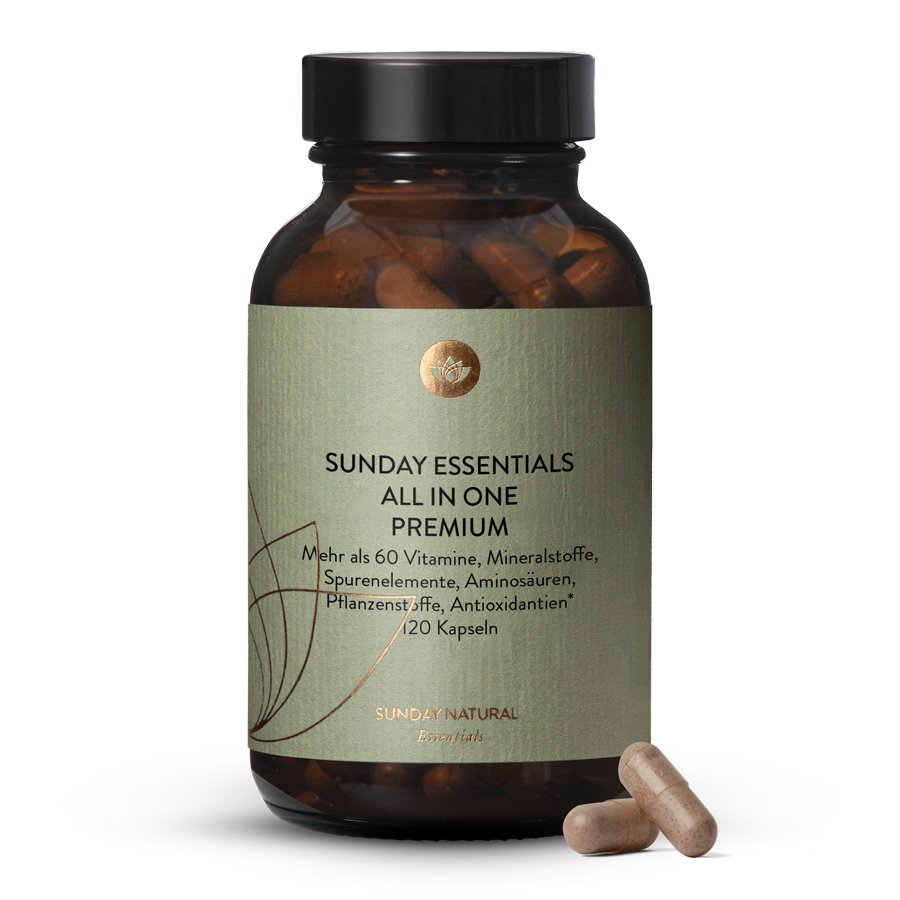 SUNDAY ESSENTIALS
ALL IN ONE
PREMIUM
Mehr als 60 Vitamine, Mineralstoffe,
Spurenelemente, Aminosäuren,
Pflanzenstoffe, Antioxidantien*
120 Kapseln
SUNDAY NATURAL
Essentials